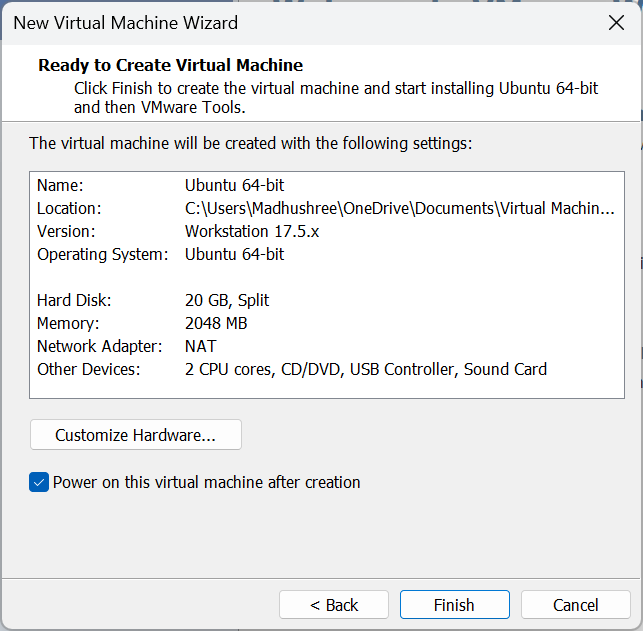 New Virtual Machine Wizard
Ready to Create Virtual Machine
Click Finish to create the virtual machine and start installing Ubuntu 64-bit
and then VMware Tools.
The virtual machine will be created with the following settings:
Name: Ubuntu 64-bit
Location: C:\Users\Madhushree\OneDrive\Documents\Virtual Machin...
Version: Workstation 17.5.x
Operating System: Ubuntu 64-bit
Hard Disk: 20 GB, Split
Memory: 2048 MB
Network Adapter: NAT
Other Devices: 2 CPU cores, CD/DVD, USB Controller, Sound Card
Customize Hardware...
Power on this virtual machine after creation
< Back Finish Cancel